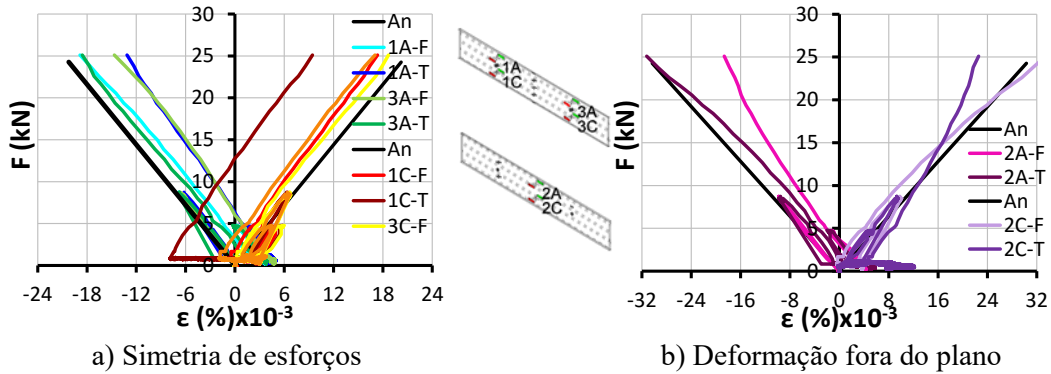 30
25
20
15
10
5
0
-24 -18 -12 -6 0 6 12 18 24
F (kN)
ε (%)x10-3
An
1A-F
1A-T
3A-F
3A-T
An
1C-F
1C-T
3C-F
1A
1C
3A
3C
2A
2C
30
25
20
15
10
5
0
-32 -24 -16 -8 0 8 16 24 32
F (kN)
ε (%)x10-3
An
2A-F
2A-T
An
2C-F
2C-T
a) Simetria de esforços
b) Deformação fora do plano